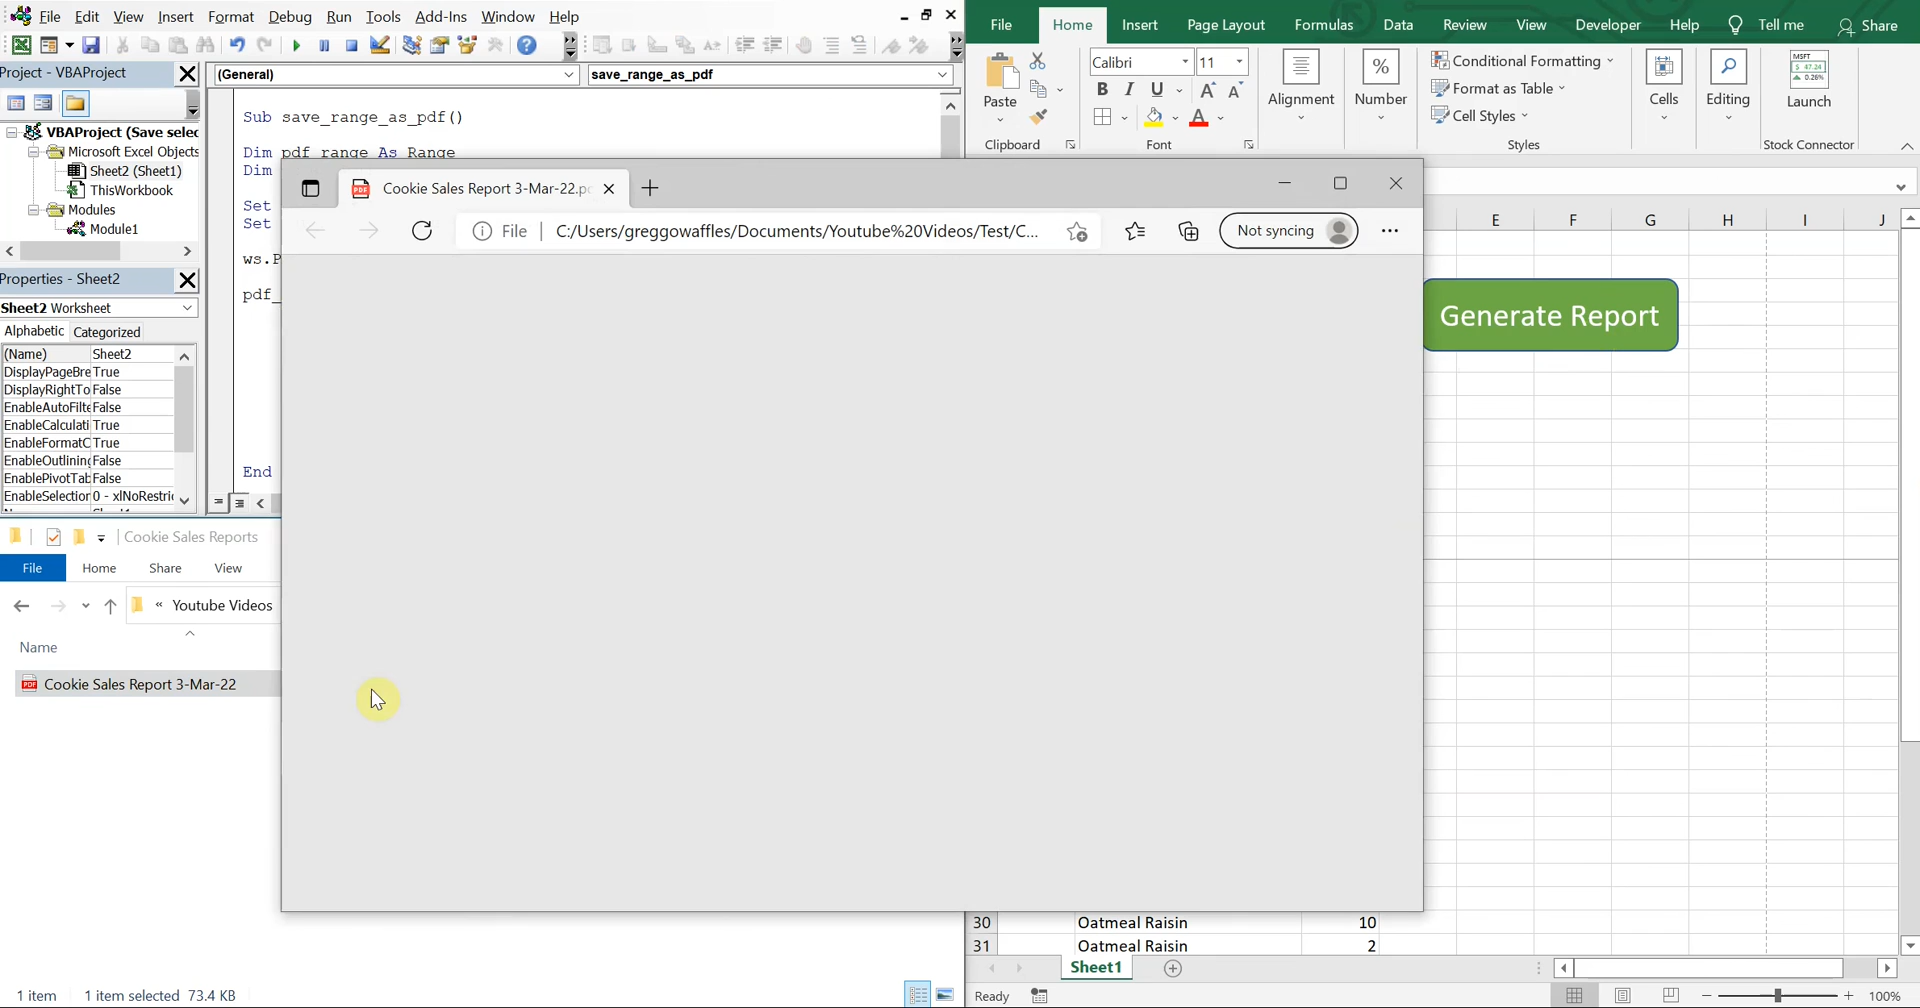 File Edit View Insert Format Debug Run Tools Add-Ins Window Help
Project - VBAProject
(General)
save_range_as_pdf
VBAProject (Save selec
Microsoft Excel Objects
Sheet2 (Sheet1)
ThisWorkbook
Modules
Module1
Properties - Sheet2
Sheet2 Worksheet
Alphabetic Categorized
(Name) Sheet2
DisplayPageBre True
DisplayRightTo False
EnableAutoFilte False
EnableCalculati True
EnableFormatC True
EnableOutlining False
EnablePivotTab False
EnableSelection 0 - xlNoRestric
Sub save_range_as_pdf()
Dim pdf_range As Range
Dim
Set
Set
ws.P
pdf_
End
Cookie Sales Reports
File Home Share View
« Youtube Videos
Name
Cookie Sales Report 3-Mar-22
1 item 1 item selected 73.4 KB
Cookie Sales Report 3-Mar-22.p
File C:/Users/greggowaffles/Documents/Youtube%20Videos/Test/C...
Not syncing
File Home Insert Page Layout Formulas Data Review View Developer Help Tell me Share
Paste
Clipboard
Calibri 11
B I U A A
A
Font
Alignment
%
Number
Conditional Formatting
Format as Table
Cell Styles
Styles
Cells
Editing
MSFT
$ 47.24
0.26%
Launch
Stock Connector
E F G H I J
Generate Report
30 Oatmeal Raisin 10
31 Oatmeal Raisin 2
Sheet1
Ready
100%